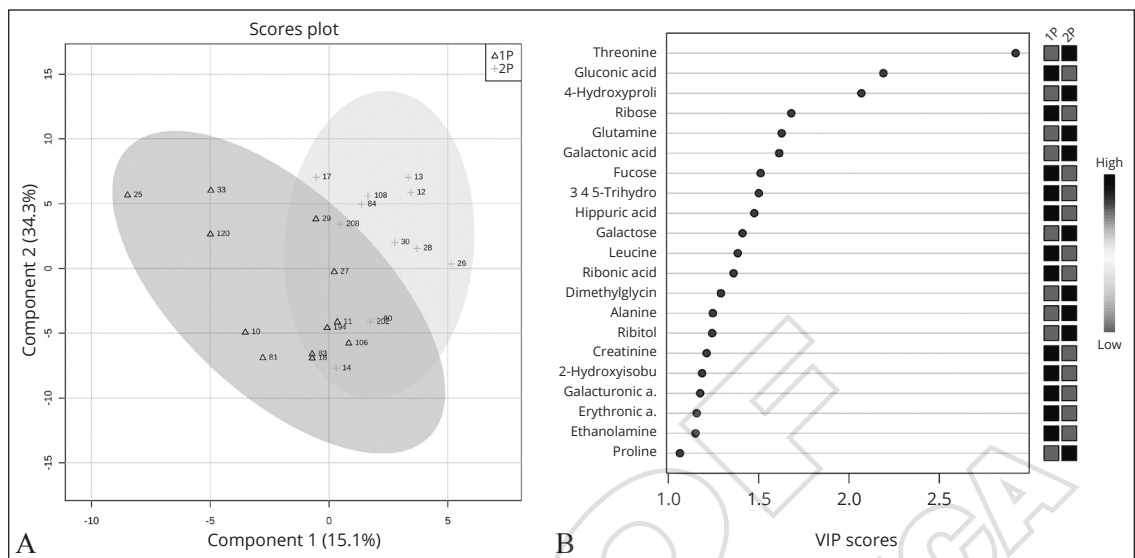 Scores plot
△1P
+2P
15
10
5
0
-5
-10
-15
25
33
120
17
13
12
108
84
29
208
30
28
26
27
11
194
202
80
10
106
81
83
18
14
-10
-5
0
5
Component 2 (34.3%)
Component 1 (15.1%)
A
1P 2P
Threonine
Gluconic acid
4-Hydroxyproli
Ribose
Glutamine
Galactonic acid
Fucose
3 4 5-Trihydro
Hippuric acid
Galactose
Leucine
Ribonic acid
Dimethylglycin
Alanine
Ribitol
Creatinine
2-Hydroxyisobu
Galacturonic a.
Erythronic a.
Ethanolamine
Proline
High
Low
1.0 1.5 2.0 2.5
VIP scores
B